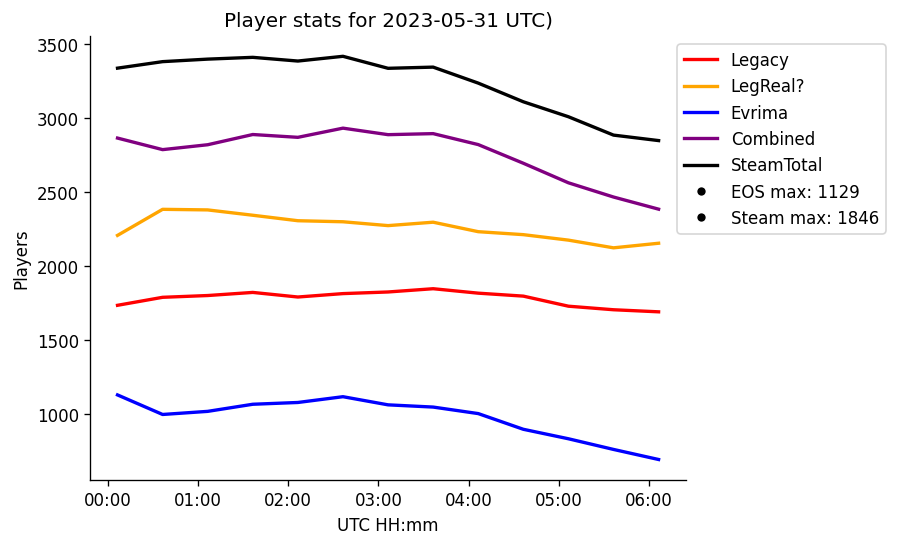 Player stats for 2023-05-31 UTC)
3500
3000
2500
2000
1500
1000
Players
00:00 01:00 02:00 03:00 04:00 05:00 06:00
UTC HH:mm
Legacy
LegReal?
Evrima
Combined
SteamTotal
EOS max: 1129
Steam max: 1846